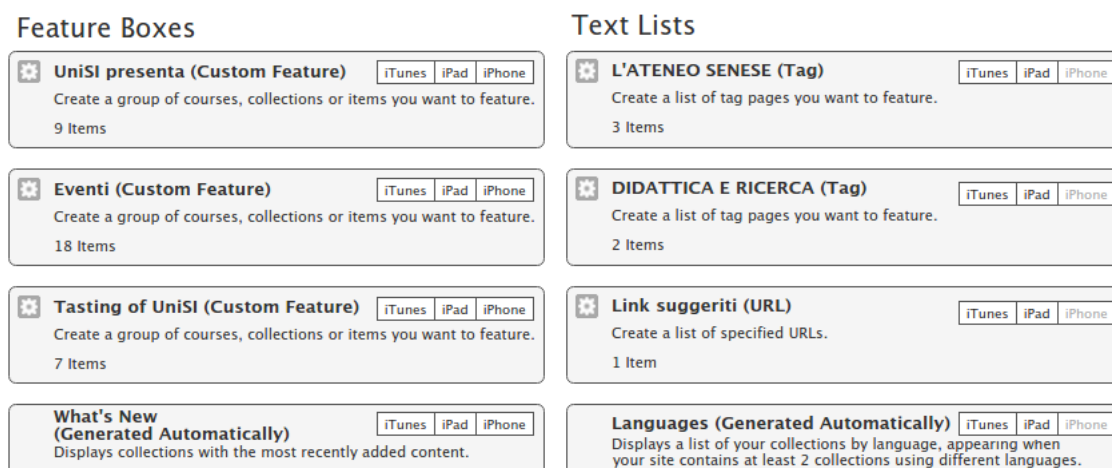 Feature Boxes
UniSI presenta (Custom Feature)
iTunes iPad iPhone
Create a group of courses, collections or items you want to feature.
9 Items
Eventi (Custom Feature)
iTunes iPad iPhone
Create a group of courses, collections or items you want to feature.
18 Items
Tasting of UniSI (Custom Feature)
iTunes iPad iPhone
Create a group of courses, collections or items you want to feature.
7 Items
What's New
(Generated Automatically)
iTunes iPad iPhone
Displays collections with the most recently added content.
Text Lists
L'ATENEO SENESE (Tag)
iTunes iPad iPhone
Create a list of tag pages you want to feature.
3 Items
DIDATTICA E RICERCA (Tag)
iTunes iPad iPhone
Create a list of tag pages you want to feature.
2 Items
Link suggeriti (URL)
iTunes iPad iPhone
Create a list of specified URLs.
1 Item
Languages (Generated Automatically)
iTunes iPad iPhone
Displays a list of your collections by language, appearing when
your site contains at least 2 collections using different languages.